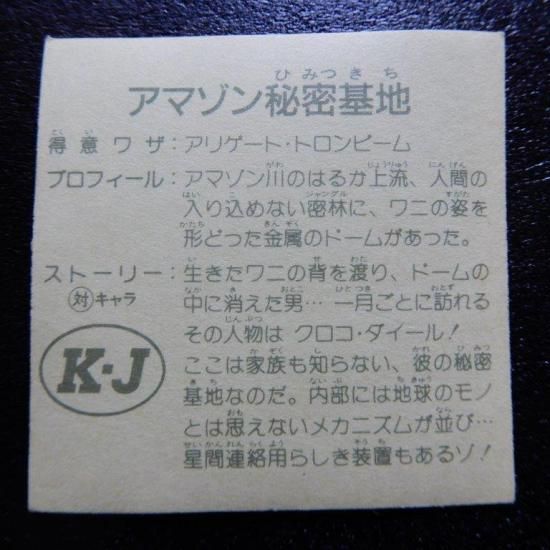 アマゾン秘密基地
得意ワザ：アリゲート・トロンビーム
プロフィール：アマゾン川のはるか上流、人間の
入り込めない密林に、ワニの姿を
形どった金属のドームがあった。
ストーリー：生きたワニの背を渡り、ドームの
対キャラ 中に消えた男… 一月ごとに訪れる
その人物は クロコ・ダイール！
K・J ここは家族も知らない、彼の秘密
基地なのだ。内部には地球のモノ
とは思えないメカニズムが並び…
星間連絡用らしき装置もあるゾ！